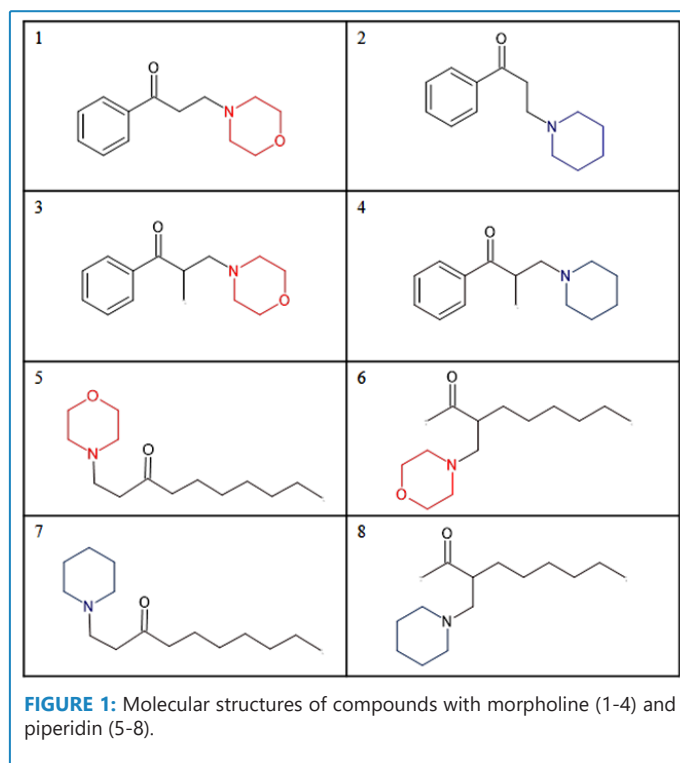 1
2
O
N
O
O
N
3
4
O
N
O
O
N
5
6
O
N
O
O
N
O
7
8
N
O
O
N
FIGURE 1: Molecular structures of compounds with morpholine (1-4) and
piperidin (5-8).